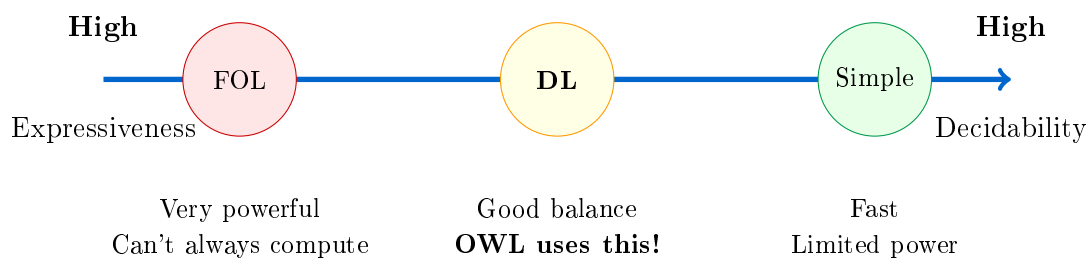 High
High
FOL
DL
Simple
Expressiveness
Decidability
Very powerful
Can't always compute
Good balance
OWL uses this!
Fast
Limited power